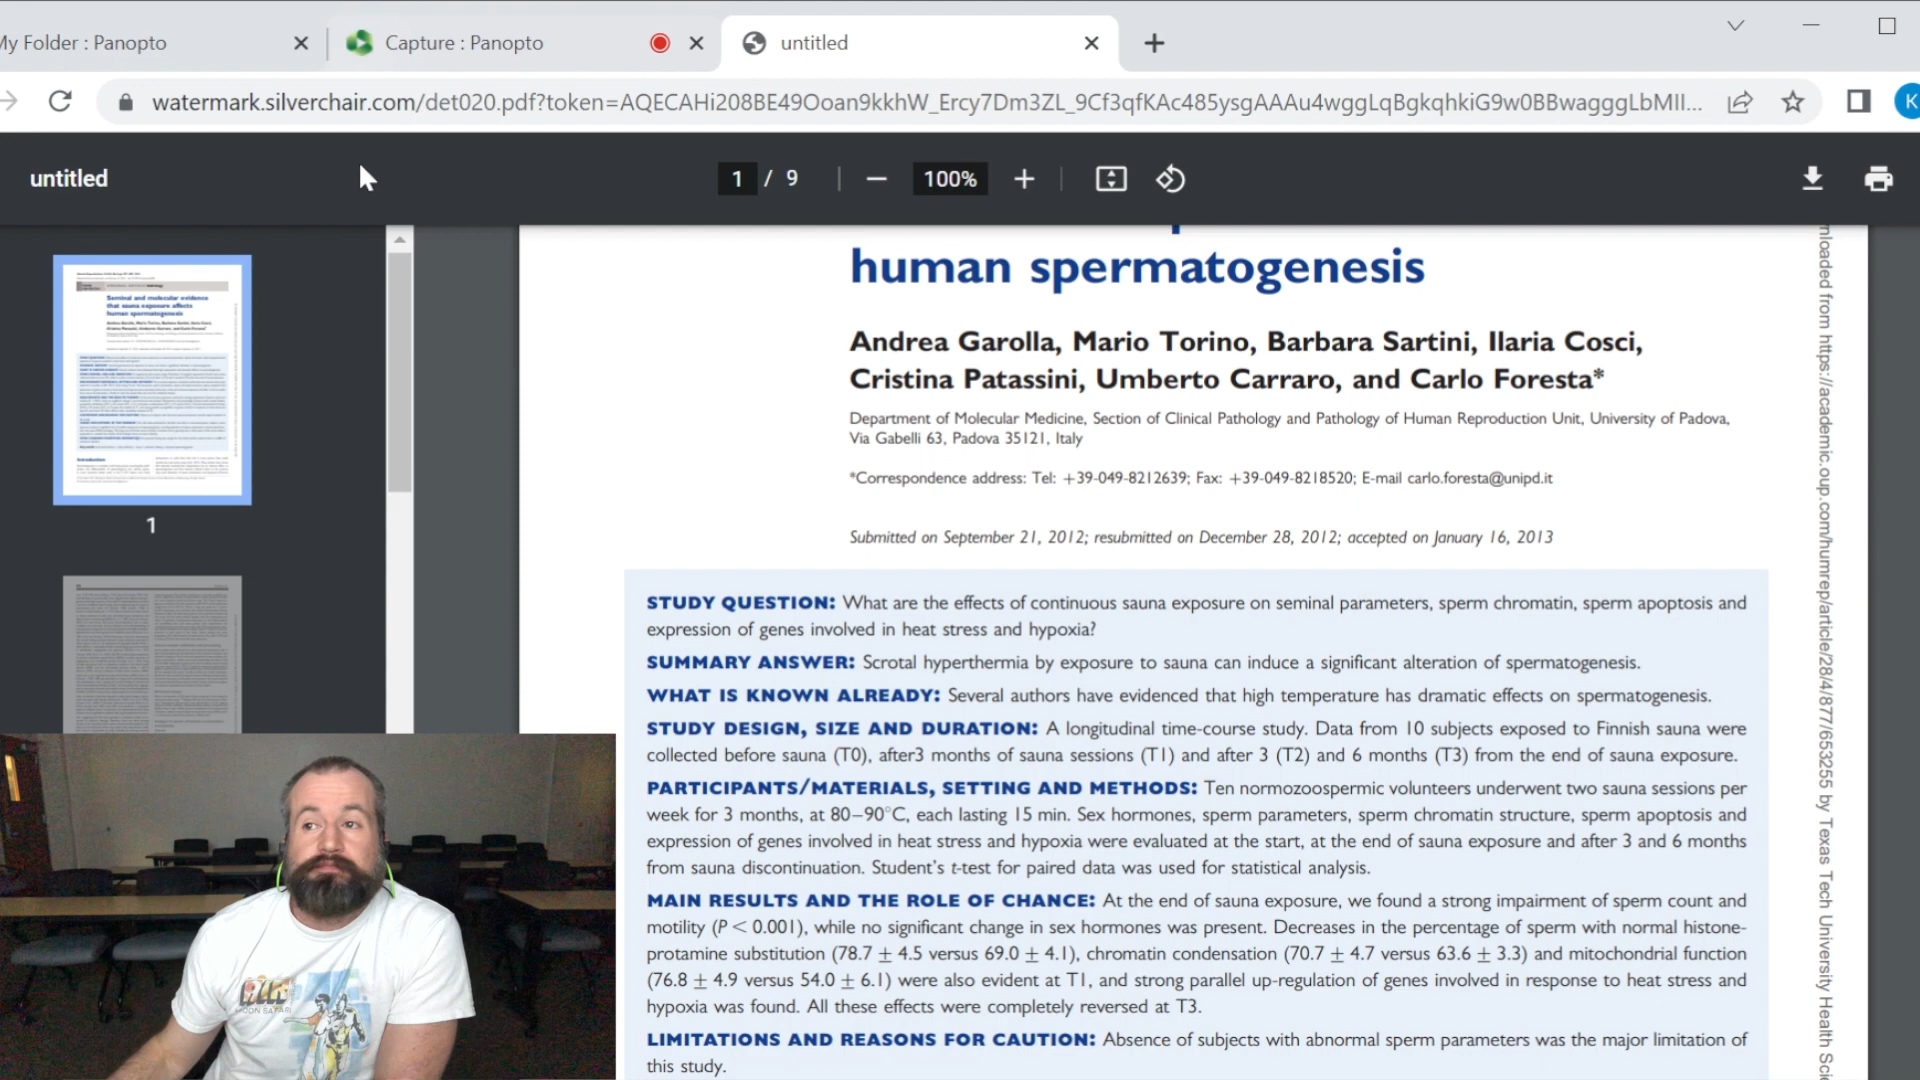 My Folder : Panopto
Capture : Panopto
untitled
watermark.silverchair.com/det020.pdf?token=AQECAHi208BE49Ooan9kkhW_Ercy7Dm3ZL_9Cf3qfKAc485ysgAAAu4wggLqBgkqhkiG9w0BBwagggLbMII...
K
untitled
1 / 9
100%
Seminal and molecular evidence
that sauna exposure affects
human spermatogenesis
1
human spermatogenesis
Andrea Garolla, Mario Torino, Barbara Sartini, Ilaria Cosci,
Cristina Patassini, Umberto Carraro, and Carlo Foresta*
Department of Molecular Medicine, Section of Clinical Pathology and Pathology of Human Reproduction Unit, University of Padova,
Via Gabelli 63, Padova 35121, Italy
*Correspondence address: Tel: +39-049-8212639; Fax: +39-049-8218520; E-mail carlo.foresta@unipd.it
Submitted on September 21, 2012; resubmitted on December 28, 2012; accepted on January 16, 2013
STUDY QUESTION: What are the effects of continuous sauna exposure on seminal parameters, sperm chromatin, sperm apoptosis and
expression of genes involved in heat stress and hypoxia?
SUMMARY ANSWER: Scrotal hyperthermia by exposure to sauna can induce a significant alteration of spermatogenesis.
WHAT IS KNOWN ALREADY: Several authors have evidenced that high temperature has dramatic effects on spermatogenesis.
STUDY DESIGN, SIZE AND DURATION: A longitudinal time-course study. Data from 10 subjects exposed to Finnish sauna were
collected before sauna (T0), after3 months of sauna sessions (T1) and after 3 (T2) and 6 months (T3) from the end of sauna exposure.
PARTICIPANTS/MATERIALS, SETTING AND METHODS: Ten normozoospermic volunteers underwent two sauna sessions per
week for 3 months, at 80–90°C, each lasting 15 min. Sex hormones, sperm parameters, sperm chromatin structure, sperm apoptosis and
expression of genes involved in heat stress and hypoxia were evaluated at the start, at the end of sauna exposure and after 3 and 6 months
from sauna discontinuation. Student's t-test for paired data was used for statistical analysis.
MAIN RESULTS AND THE ROLE OF CHANCE: At the end of sauna exposure, we found a strong impairment of sperm count and
motility (P < 0.001), while no significant change in sex hormones was present. Decreases in the percentage of sperm with normal histone-
protamine substitution (78.7 ± 4.5 versus 69.0 ± 4.1), chromatin condensation (70.7 ± 4.7 versus 63.6 ± 3.3) and mitochondrial function
(76.8 ± 4.9 versus 54.0 ± 6.1) were also evident at T1, and strong parallel up-regulation of genes involved in response to heat stress and
hypoxia was found. All these effects were completely reversed at T3.
LIMITATIONS AND REASONS FOR CAUTION: Absence of subjects with abnormal sperm parameters was the major limitation of
this study.
nloaded from https://academic.oup.com/humrep/article/28/4/877/653255 by Texas Tech University Health Sci